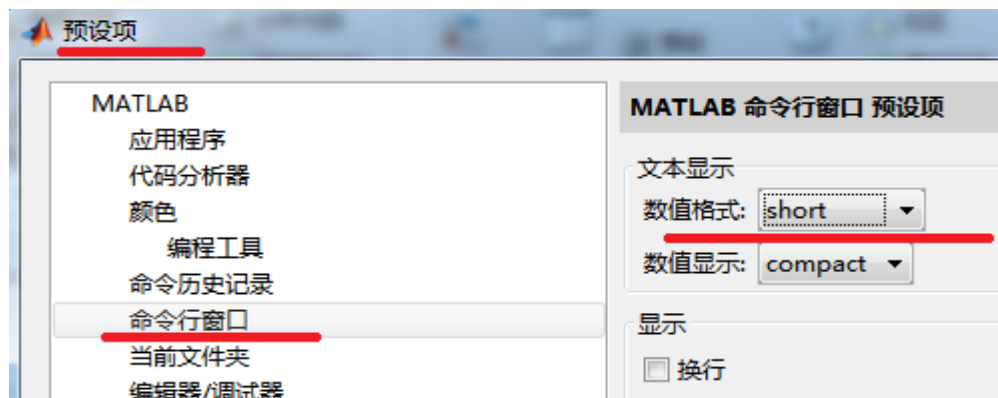 预设项
MATLAB
应用程序
代码分析器
颜色
编程工具
命令历史记录
命令行窗口
当前文件夹
编辑器/调试器
MATLAB 命令行窗口 预设项
文本显示
数值格式: short
数值显示: compact
显示
换行